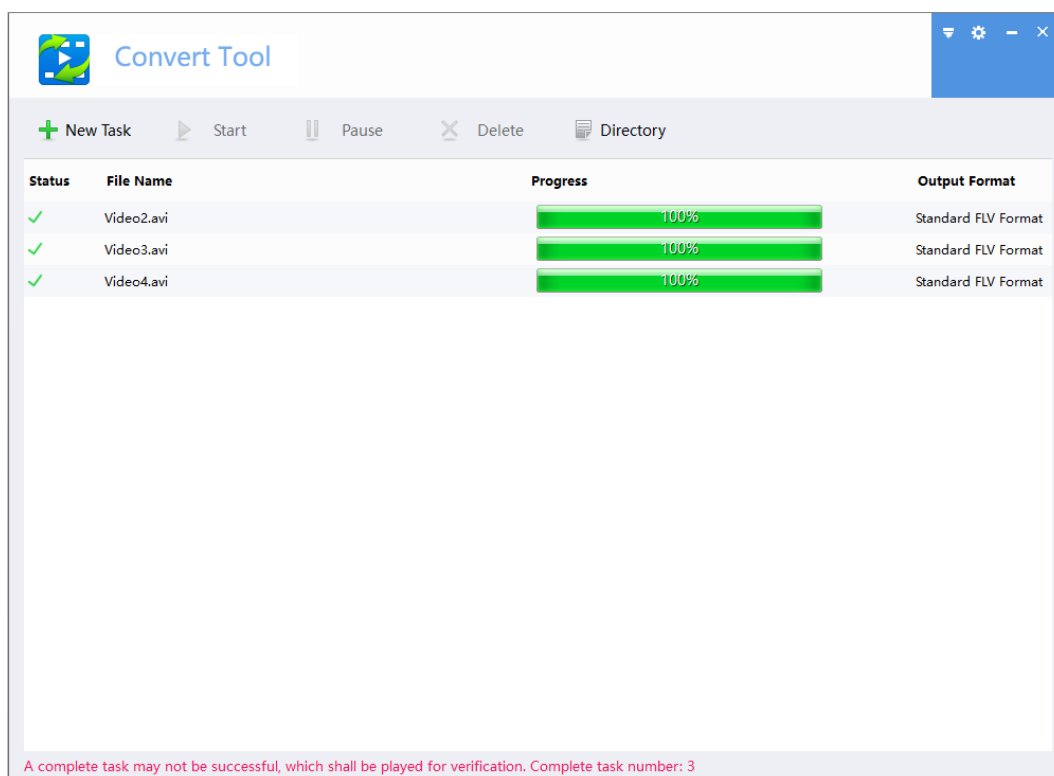 Convert Tool
New Task Start Pause Delete Directory
Status File Name Progress Output Format
Video2.avi 100% Standard FLV Format
Video3.avi 100% Standard FLV Format
Video4.avi 100% Standard FLV Format
A complete task may not be successful, which shall be played for verification. Complete task number: 3